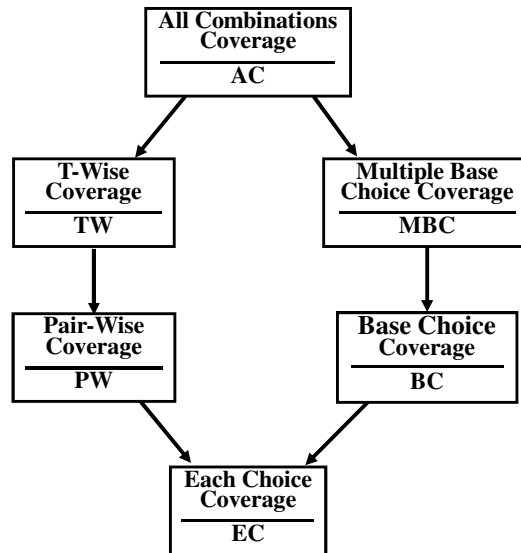 All Combinations
Coverage
AC
T-Wise
Coverage
TW
Multiple Base
Choice Coverage
MBC
Pair-Wise
Coverage
PW
Base Choice
Coverage
BC
Each Choice
Coverage
EC